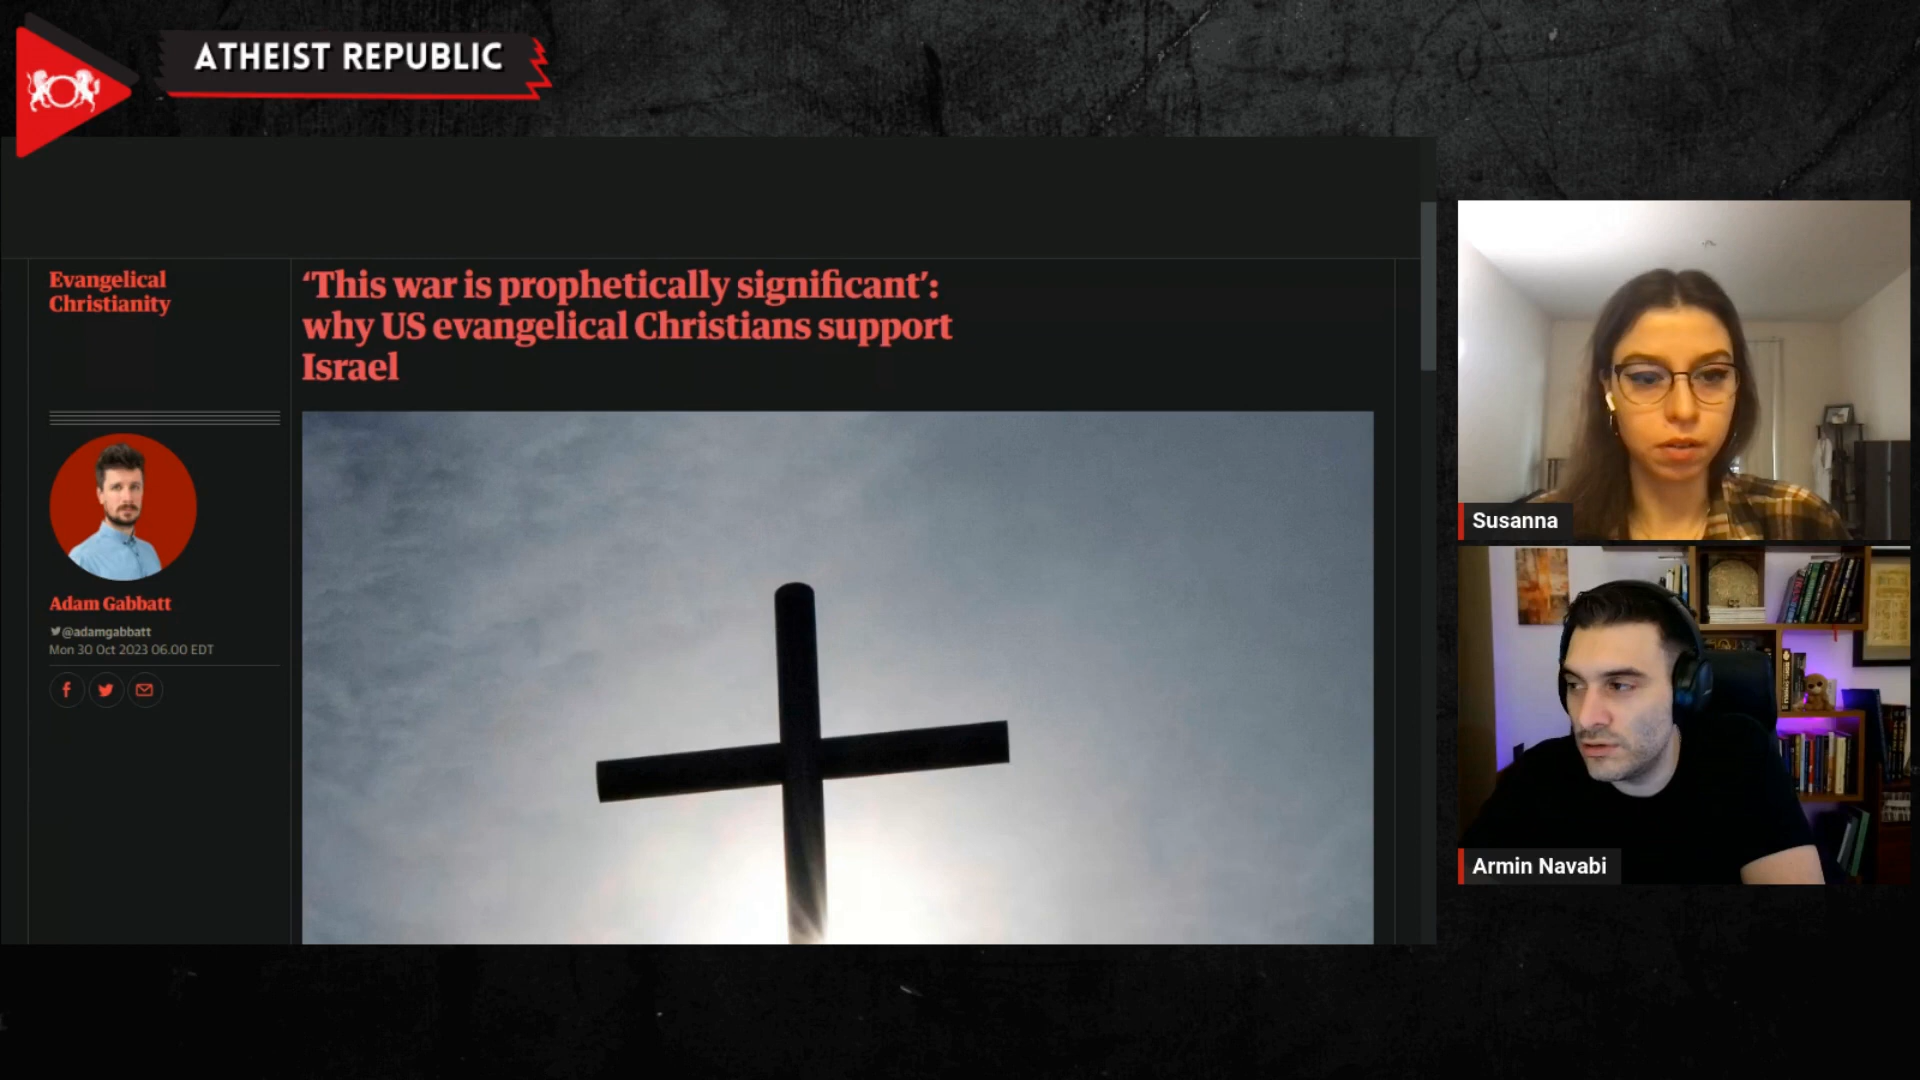 ATHEIST REPUBLIC
Evangelical
Christianity
‘This war is prophetically significant’:
why US evangelical Christians support
Israel
Adam Gabbatt
@adamgabbatt
Mon 30 Oct 2023 06.00 EDT
Susanna
Armin Navabi